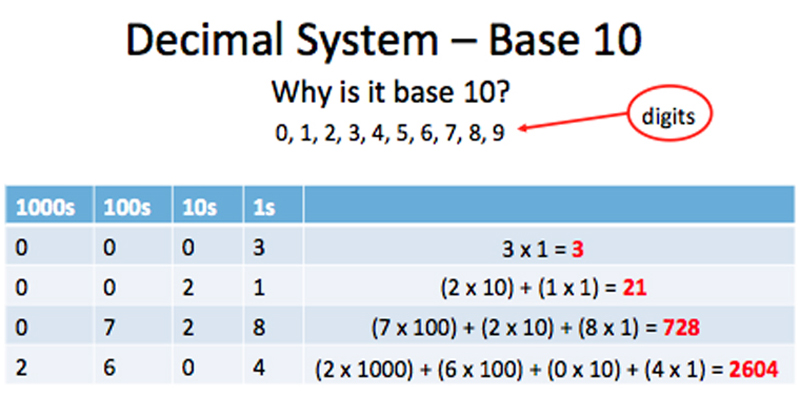 Decimal System – Base 10
Why is it base 10?
0, 1, 2, 3, 4, 5, 6, 7, 8, 9
digits
1000s 100s 10s 1s
0 0 0 3 3 x 1 = 3
0 0 2 1 (2 x 10) + (1 x 1) = 21
0 7 2 8 (7 x 100) + (2 x 10) + (8 x 1) = 728
2 6 0 4 (2 x 1000) + (6 x 100) + (0 x 10) + (4 x 1) = 2604